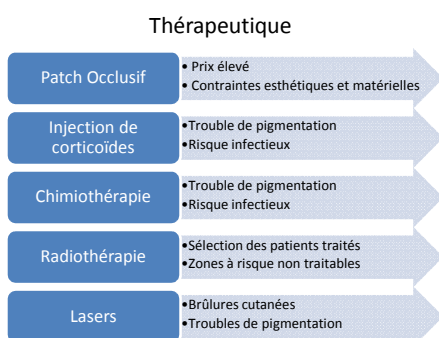 Thérapeutique
Patch Occlusif
• Prix élevé
• Contraintes esthétiques et matérielles
Injection de
corticoïdes
•Trouble de pigmentation
•Risque infectieux
Chimiothérapie
•Trouble de pigmentation
•Risque infectieux
Radiothérapie
•Sélection des patients traités
•Zones à risque non traitables
Lasers
•Brûlures cutanées
•Troubles de pigmentation